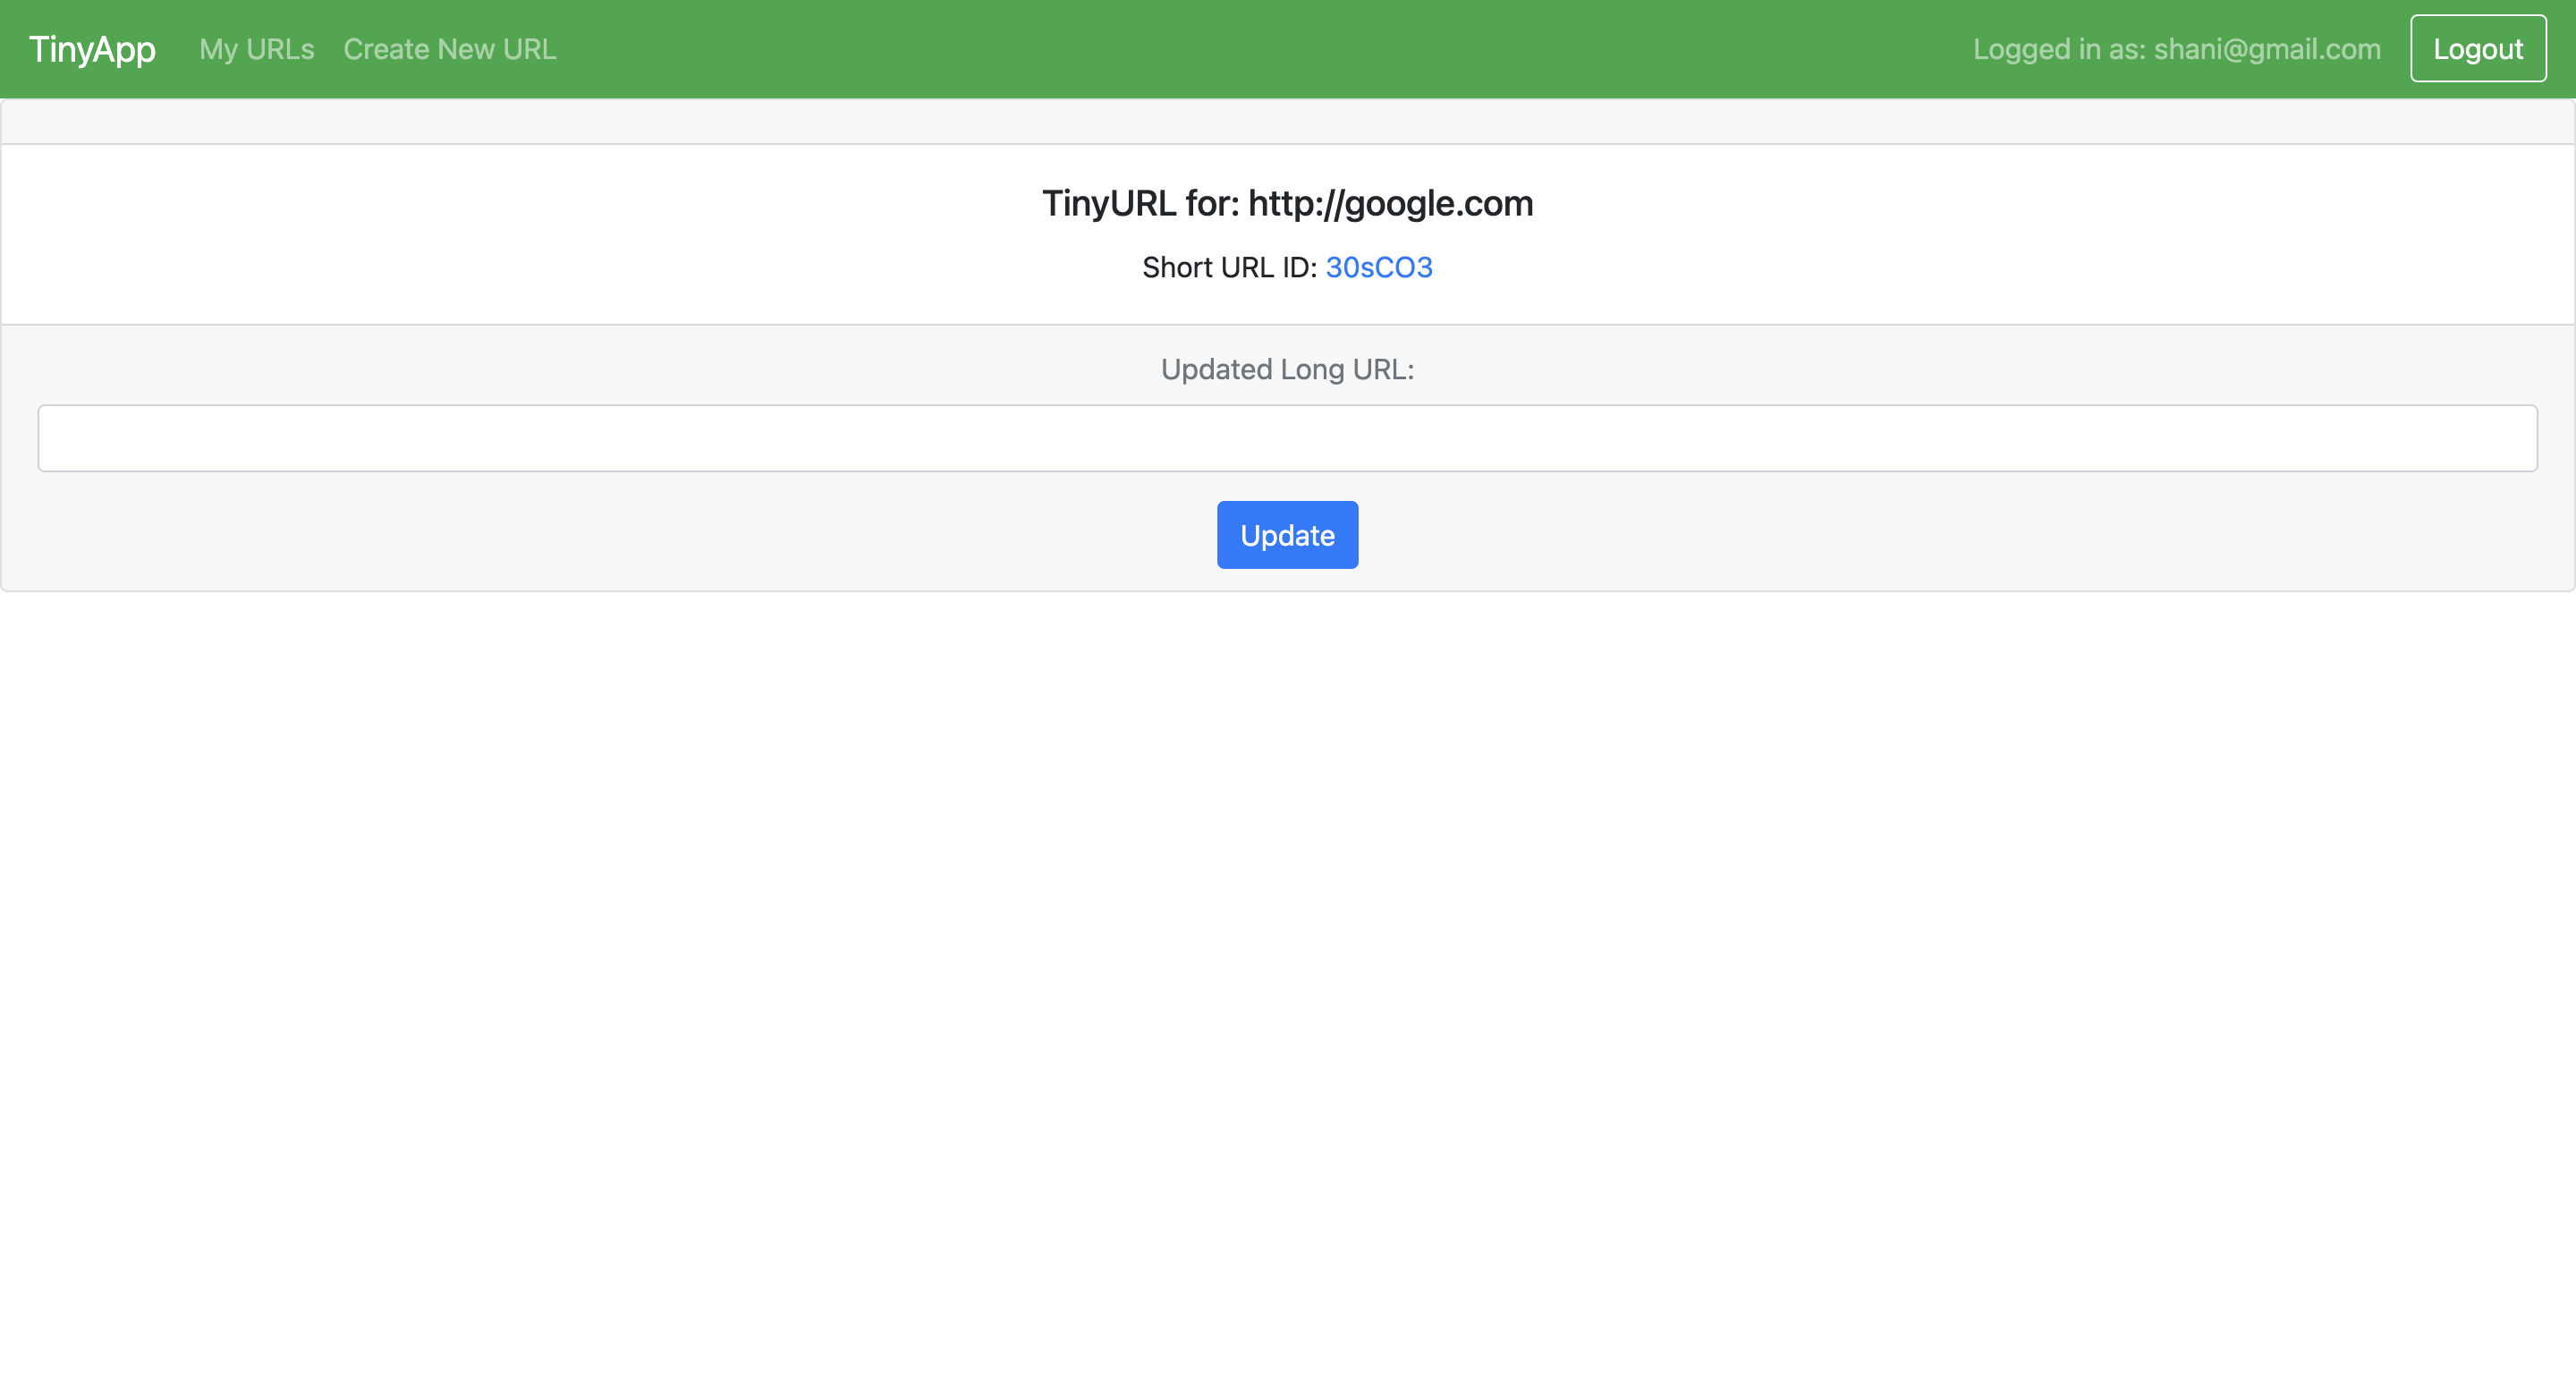 TinyApp My URLs Create New URL Logged in as: shani@gmail.com Logout
TinyURL for: http://google.com
Short URL ID: 30sCO3
Updated Long URL:
Update